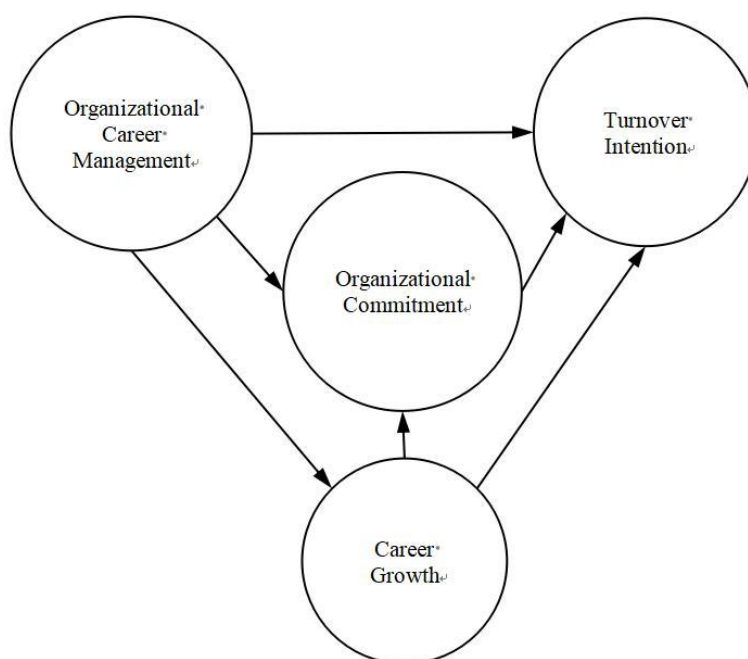 Organizational
Career
Management
Turnover
Intention
Organizational
Commitment
Career
Growth